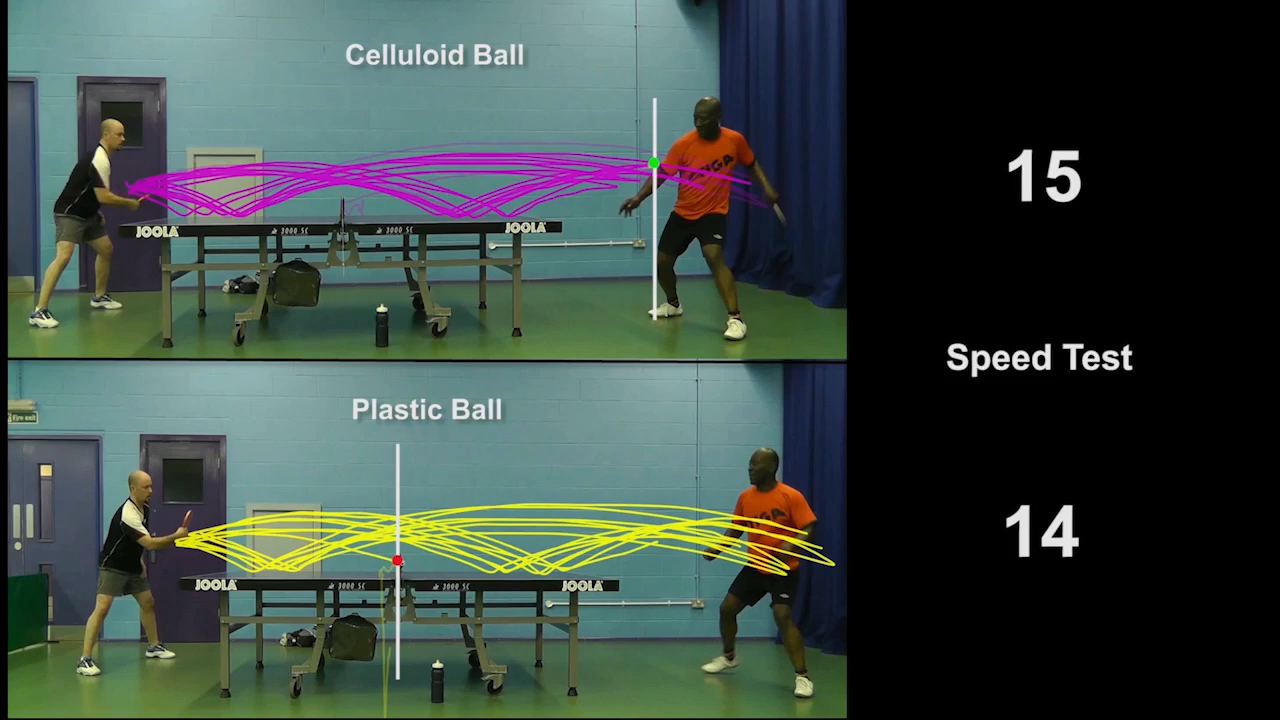 Celluloid Ball
15
JOOLA
3000 SC
3000 SC
JOOLA
Speed Test
Plastic Ball
14
JOOLA
3000 SC
3000 SC
JOOLA